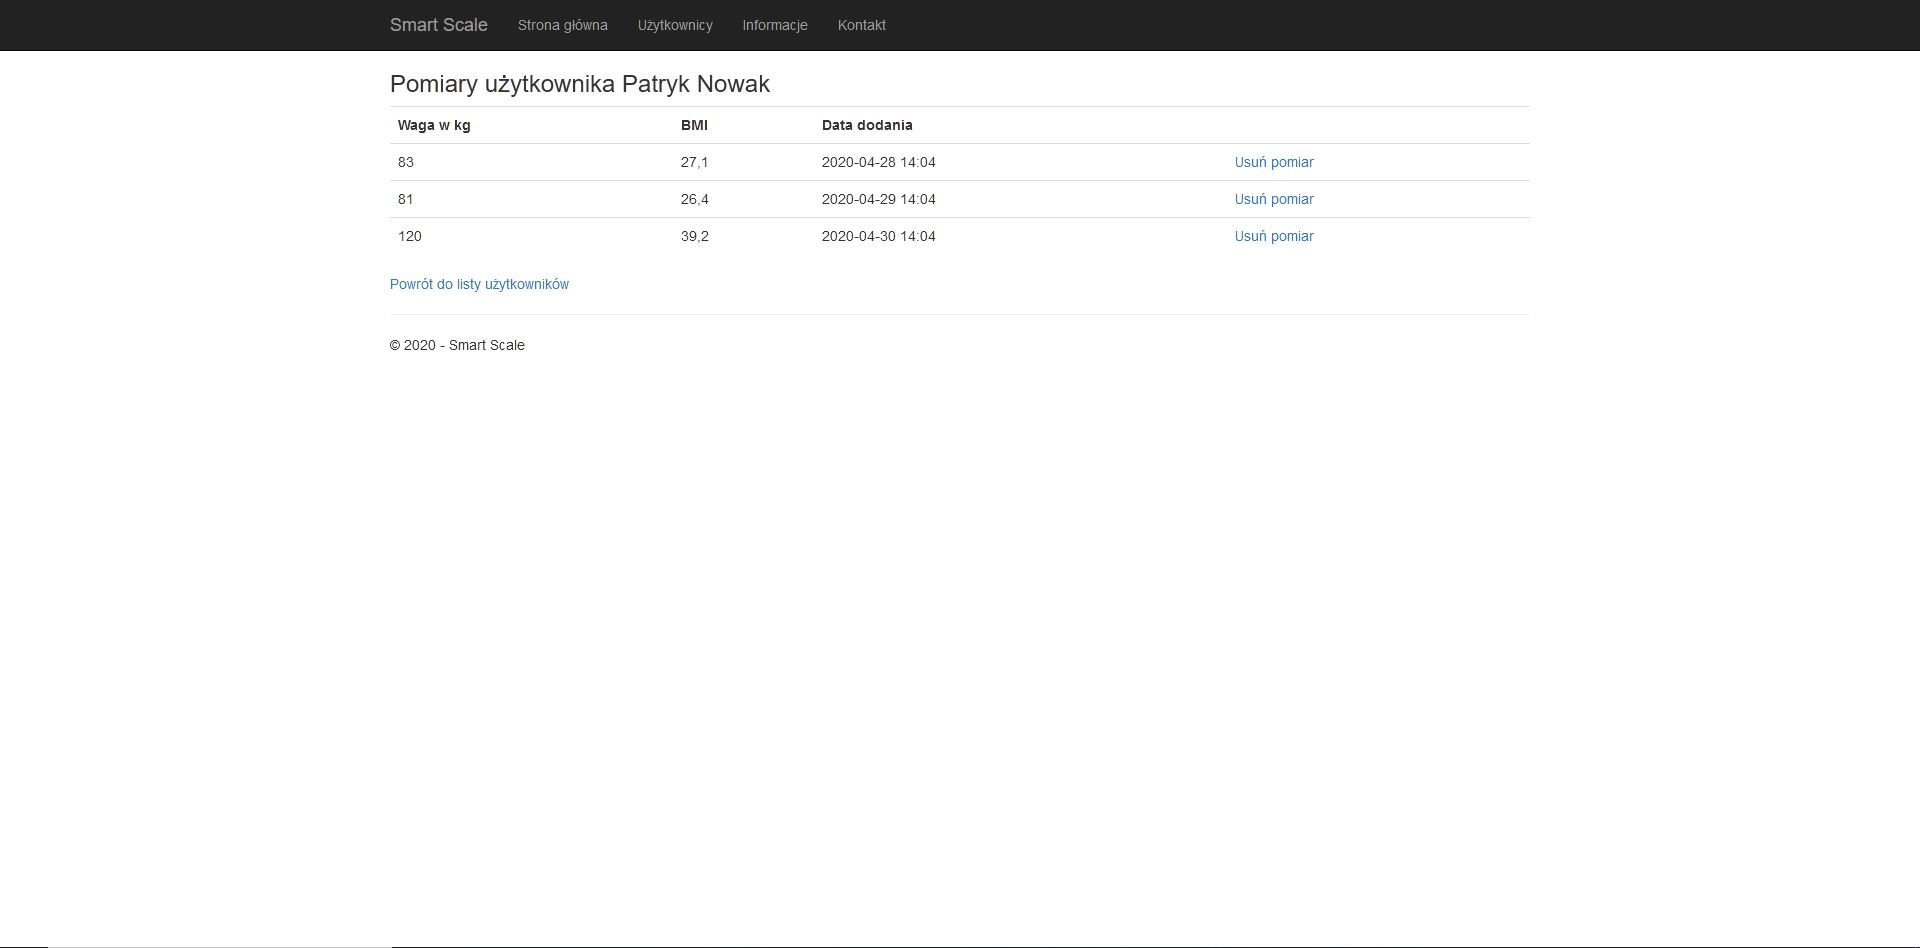 Smart Scale Strona główna Użytkownicy Informacje Kontakt
Pomiary użytkownika Patryk Nowak
Waga w kg BMI Data dodania
83 27,1 2020-04-28 14:04 Usuń pomiar
81 26,4 2020-04-29 14:04 Usuń pomiar
120 39,2 2020-04-30 14:04 Usuń pomiar
Powrót do listy użytkowników
© 2020 - Smart Scale